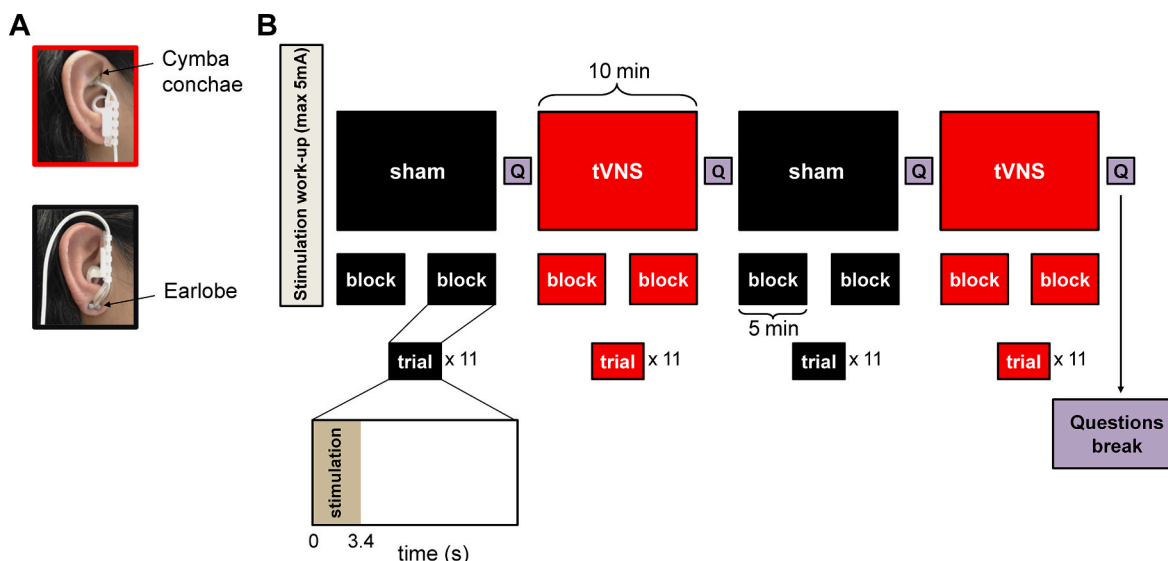 A
Cymba
conchae
Earlobe
B
Stimulation work-up (max 5mA)
10 min
sham
Q
tVNS
Q
sham
Q
tVNS
Q
block
block
block
block
block
block
block
block
5 min
trial x 11
trial x 11
trial x 11
trial x 11
stimulation
0
3.4
time (s)
Questions
break